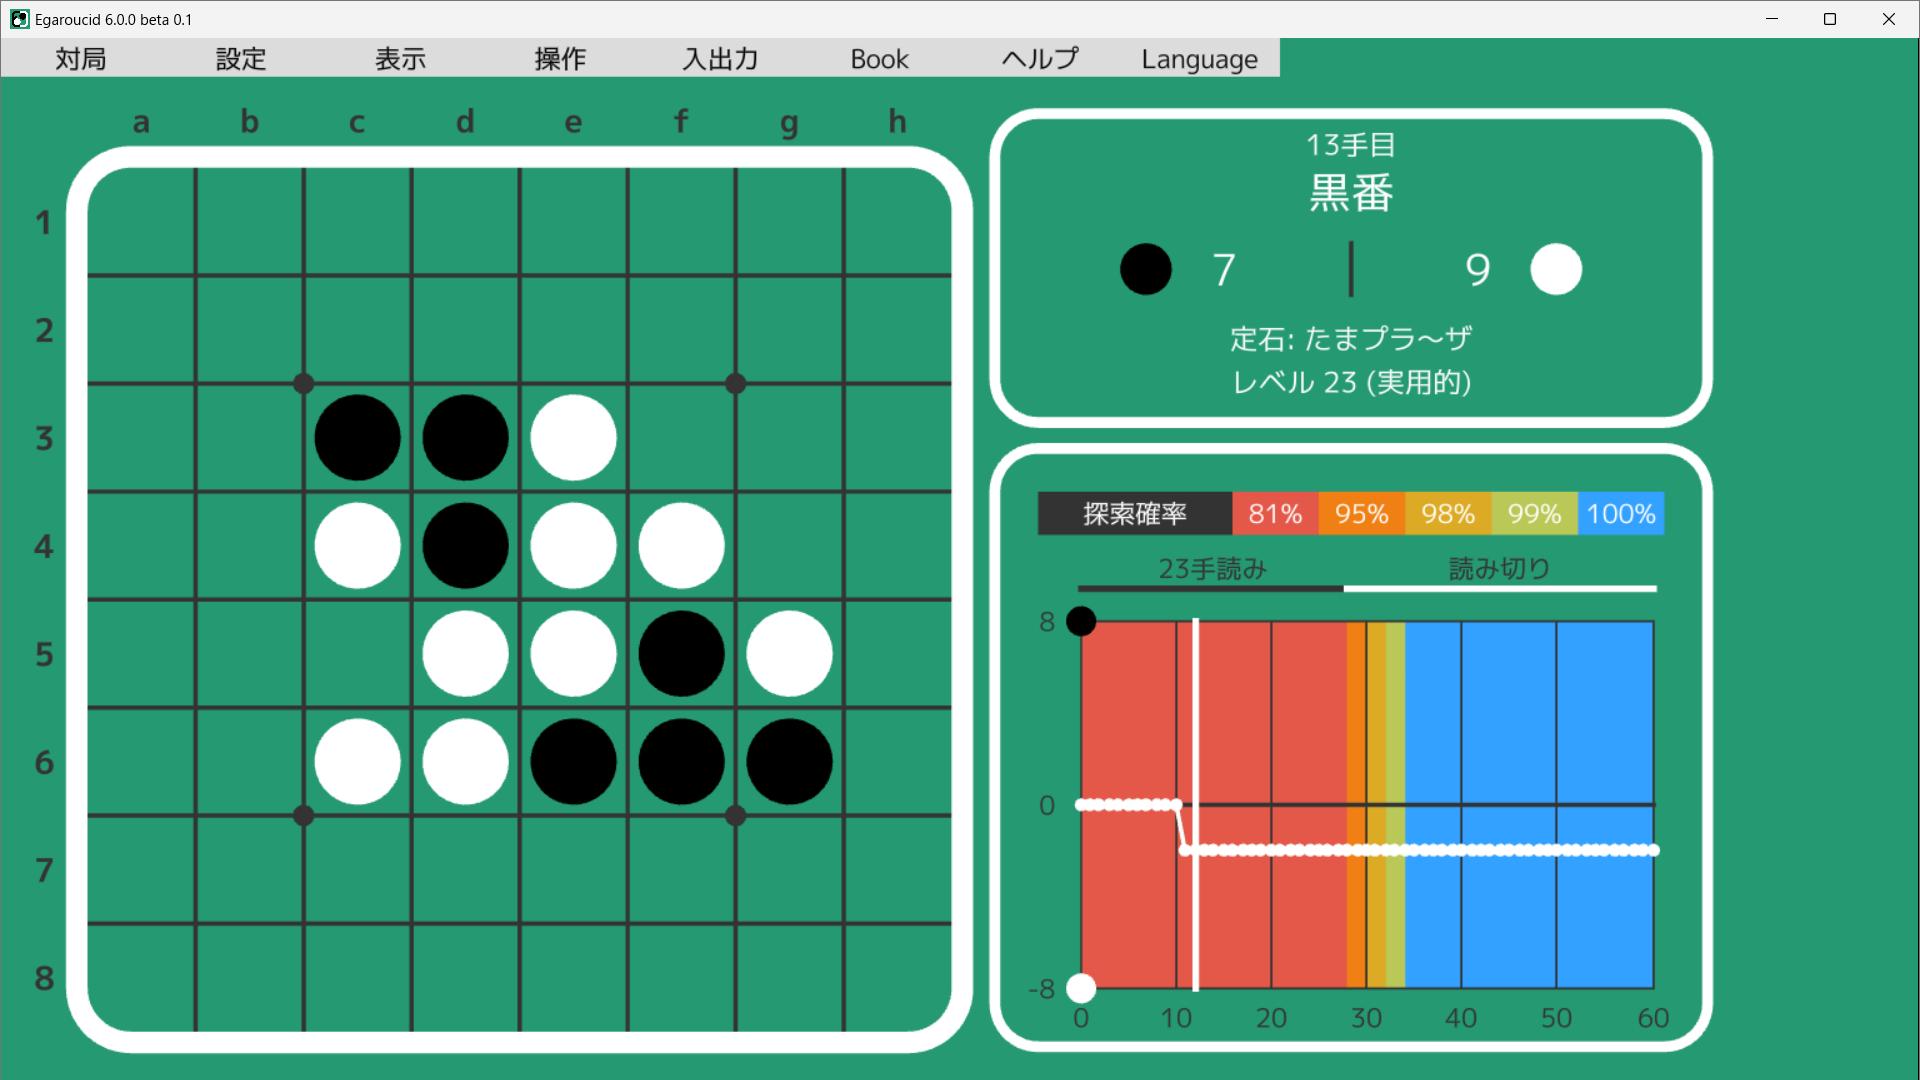 Egaroucid 6.0.0 beta 0.1
対局 設定 表示 操作 入出力 Book ヘルプ Language
a b c d e f g h
1
2
3
4
5
6
7
8
13手目
黒番
7 9
定石: たまプラ～ザ
レベル 23 (実用的)
探索確率 81% 95% 98% 99% 100%
23手読み 読み切り
8
0
-8
0 10 20 30 40 50 60